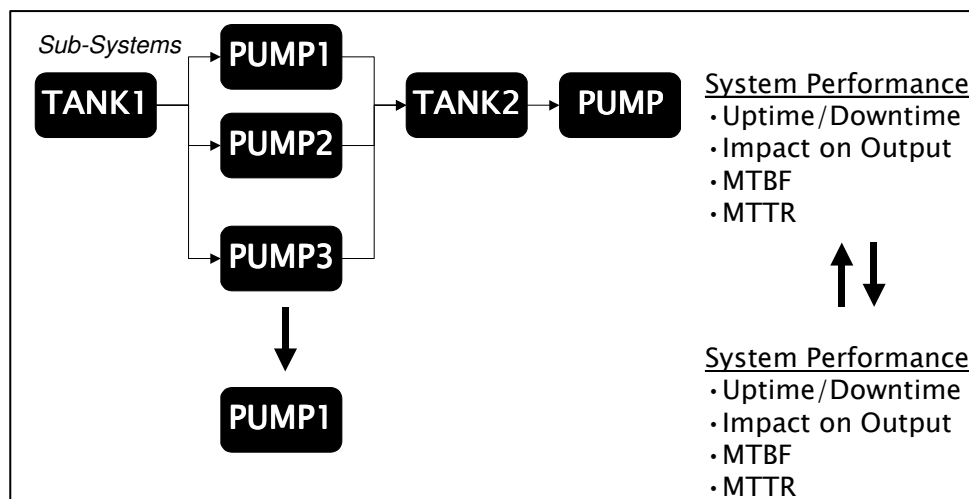 Sub-Systems
PUMP1
TANK1
TANK2
PUMP
PUMP2
PUMP3
PUMP1
System Performance
•Uptime/Downtime
•Impact on Output
•MTBF
•MTTR
System Performance
•Uptime/Downtime
•Impact on Output
•MTBF
•MTTR